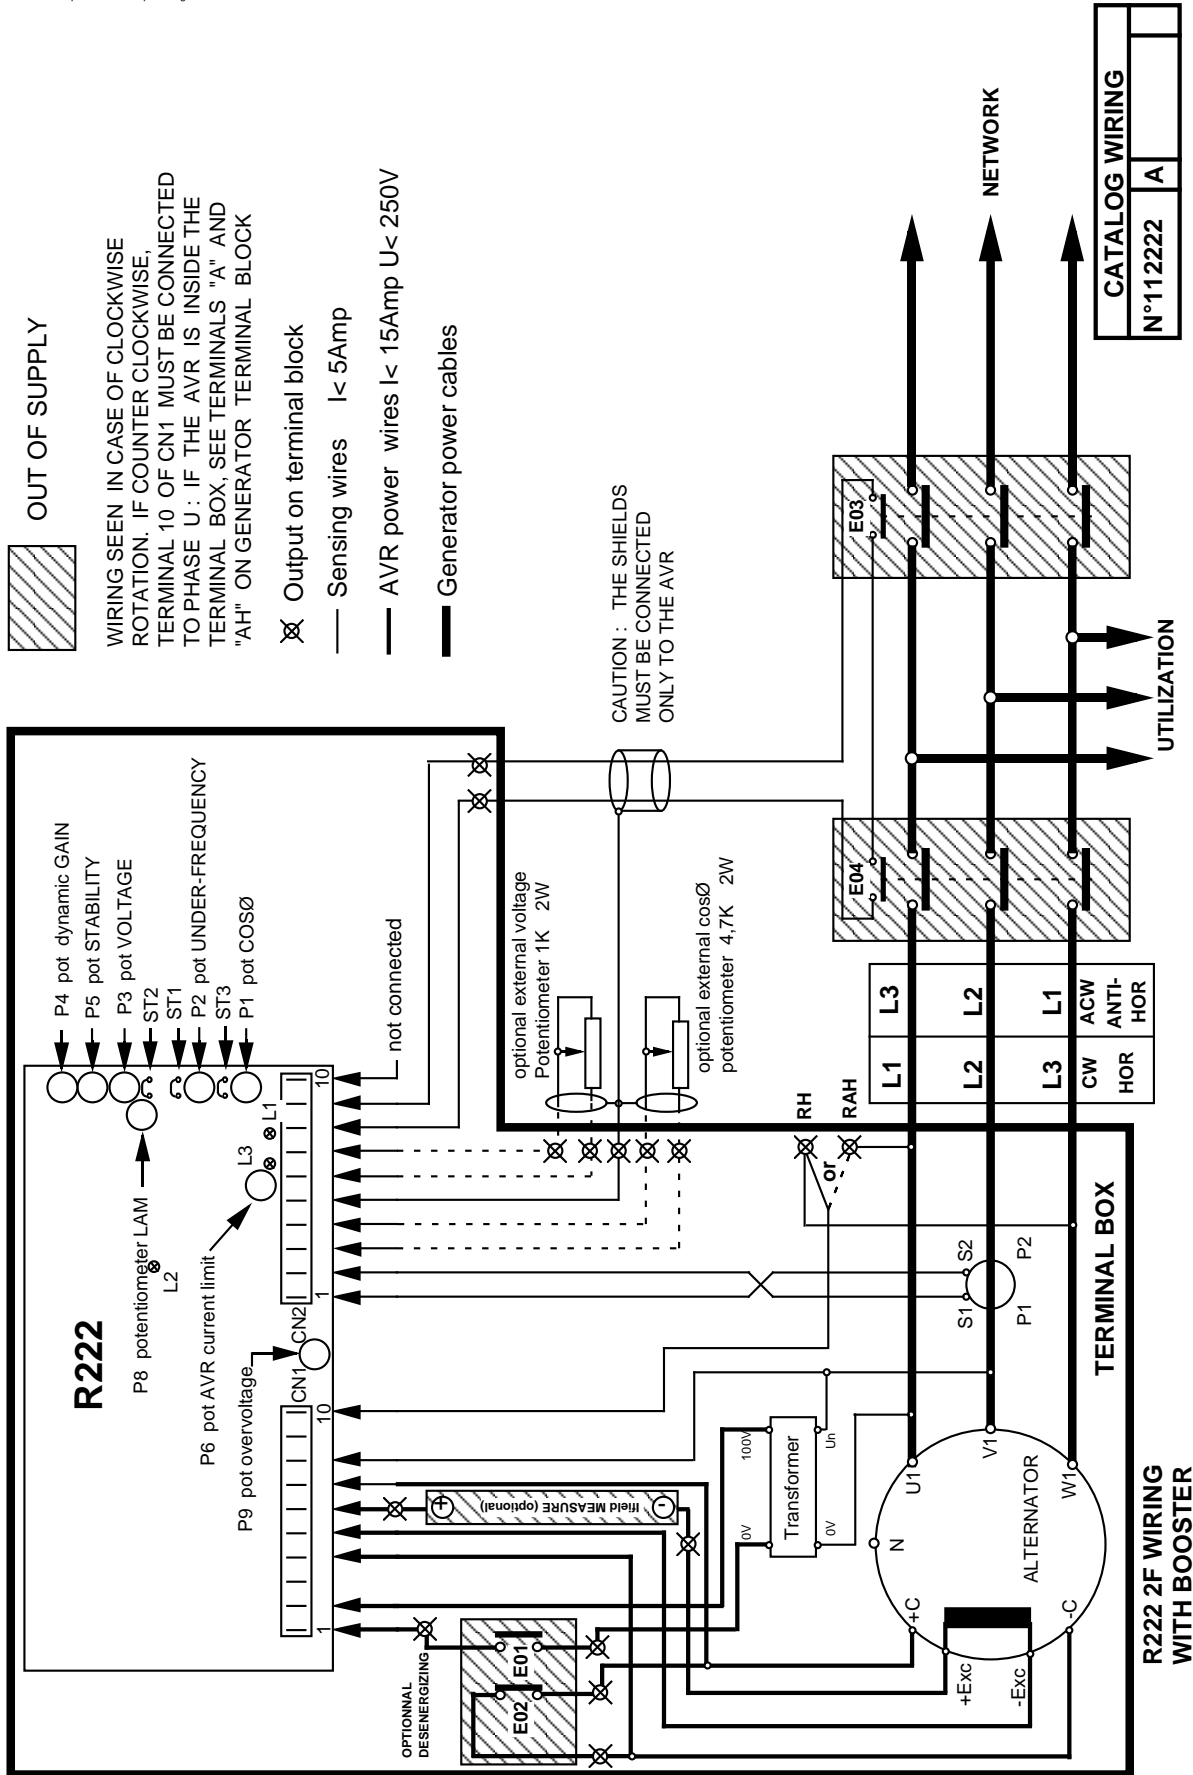 OUT OF SUPPLY
WIRING SEEN IN CASE OF CLOCKWISE
ROTATION. IF COUNTER CLOCKWISE,
TERMINAL 10 OF CN1 MUST BE CONNECTED
TO PHASE U : IF THE AVR IS INSIDE THE
TERMINAL BOX, SEE TERMINALS "A" AND
"AH" ON GENERATOR TERMINAL BLOCK
Output on terminal block
Sensing wires I< 5Amp
AVR power wires I< 15Amp U< 250V
Generator power cables
R222
P4 pot dynamic GAIN
P5 pot STABILITY
P3 pot VOLTAGE
ST2
ST1
P2 pot UNDER-FREQUENCY
ST3
P1 pot COSØ
P8 potentiometer LAM
L2
L3
L1
P6 pot AVR current limit
P9 pot overvoltage
CN1
CN2
1
10
1
10
not connected
OPTIONNAL
DESENERGIZING
E02
E01
Ifield MEASURE (optional)
+
-
optional external voltage
Potentiometer 1K 2W
optional external cosØ
potentiometer 4,7K 2W
CAUTION : THE SHIELDS
MUST BE CONNECTED
ONLY TO THE AVR
0V
100V
Transformer
0V
Un
RH
or
RAH
S1
S2
P1
P2
+Exc
-Exc
+C
-C
N
ALTERNATOR
U1
V1
W1
TERMINAL BOX
L1
L3
L2
L2
L3
L1
CW
ACW
HOR
ANTI-
HOR
E04
E03
UTILIZATION
NETWORK
R222 2F WIRING
WITH BOOSTER
CATALOG WIRING
N°112222
A